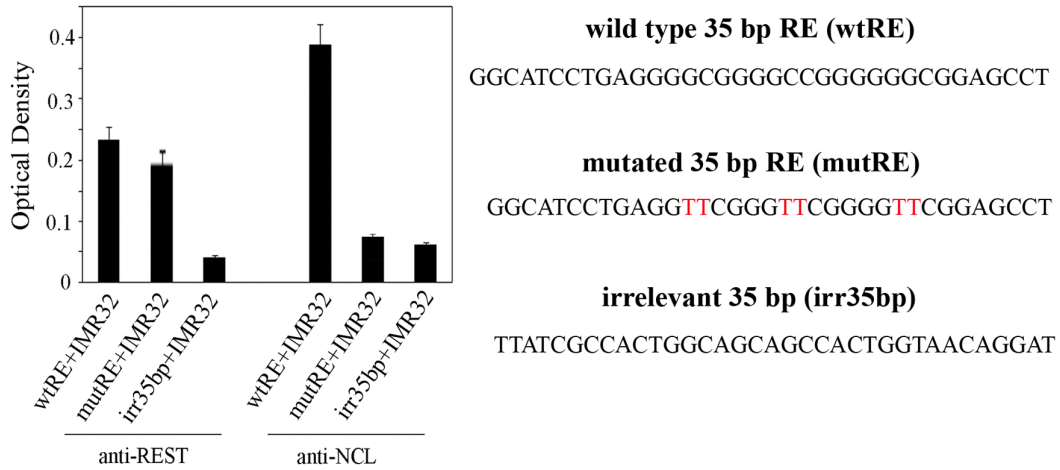 0.4
0.3
0.2
0.1
0
Optical Density
wtRE+IMR32
mutRE+IMR32
irr35bp+IMR32
wtRE+IMR32
mutRE+IMR32
irr35bp+IMR32
anti-REST
anti-NCL
wild type 35 bp RE (wtRE)
GGCATCCTGAGGGGCGGGGCCGGGGGGCGGAGCCT
mutated 35 bp RE (mutRE)
GGCATCCTGAGGTTCGGGTTCGGGGTTCGGAGCCT
irrelevant 35 bp (irr35bp)
TTATCGCCACTGGCAGCAGCCACTGGTAACAGGAT